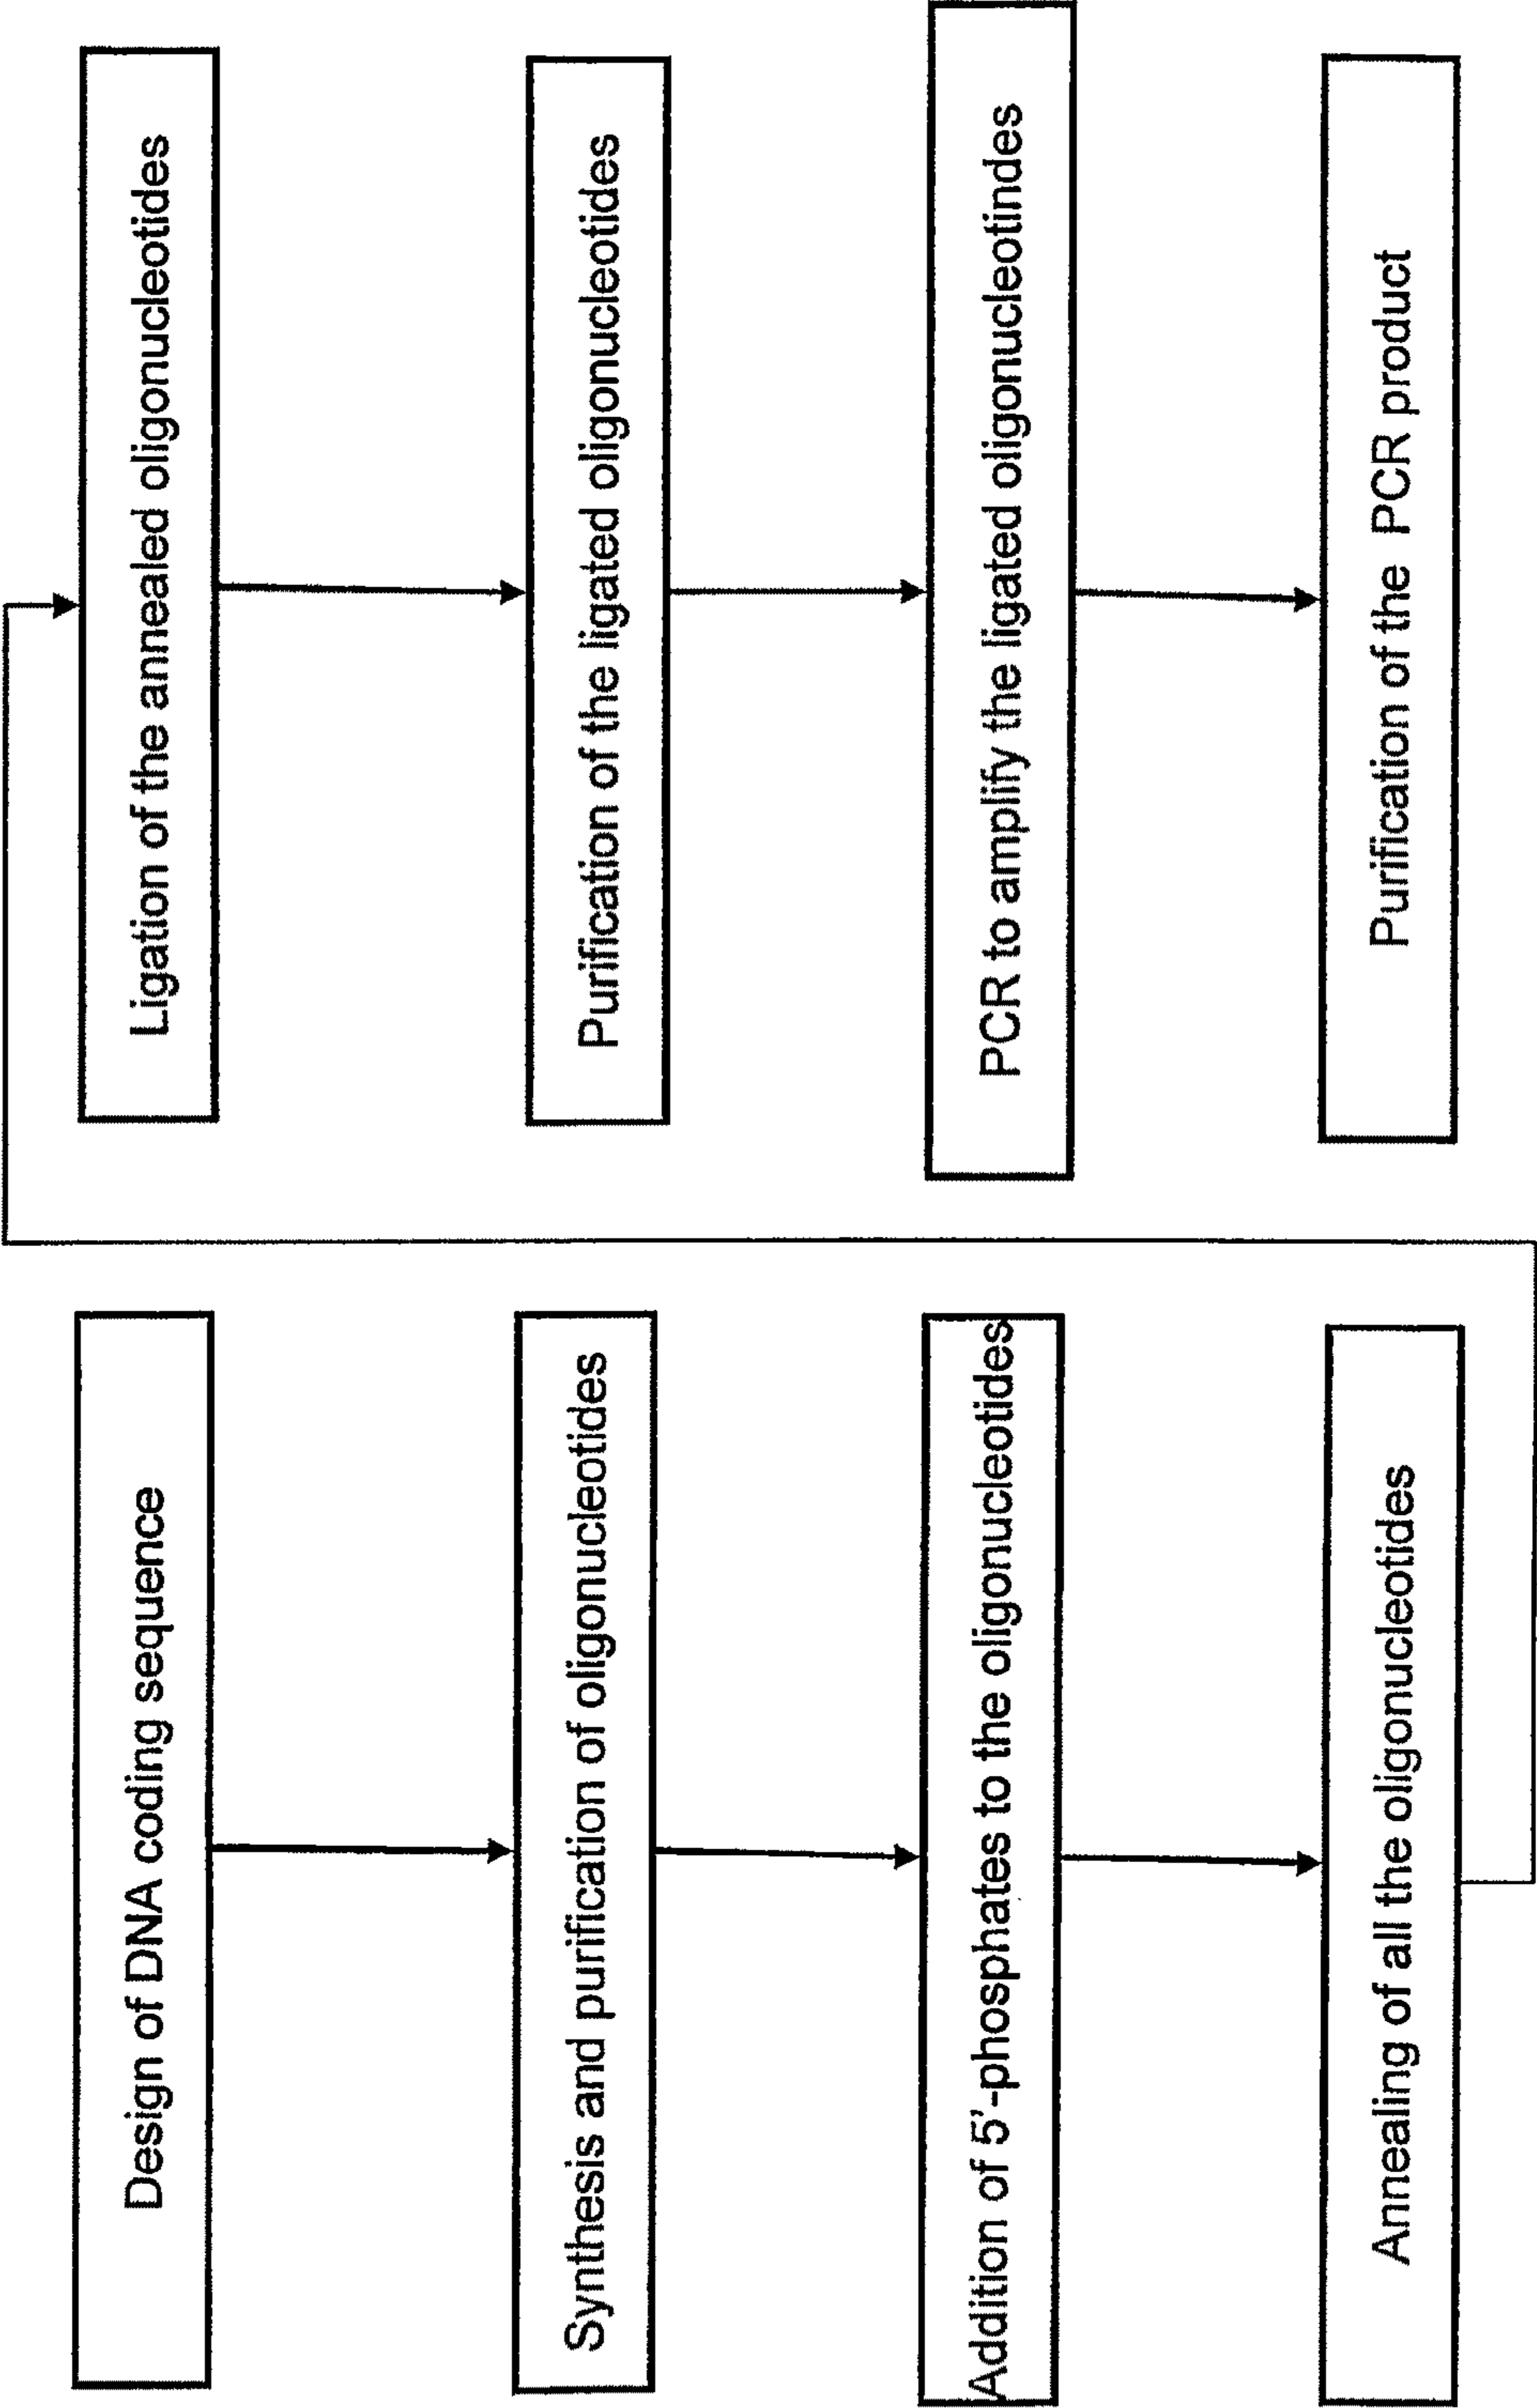 Design of DNA coding sequence
Synthesis and purification of oligonucleotides
Addition of 5'-phosphates to the oligonucleotides
Annealing of all the oligonucleotides
Ligation of the annealed oligonucleotides
Purification of the ligated oligonucleotides
PCR to amplify the ligated oligonucleotindes
Purification of the PCR product